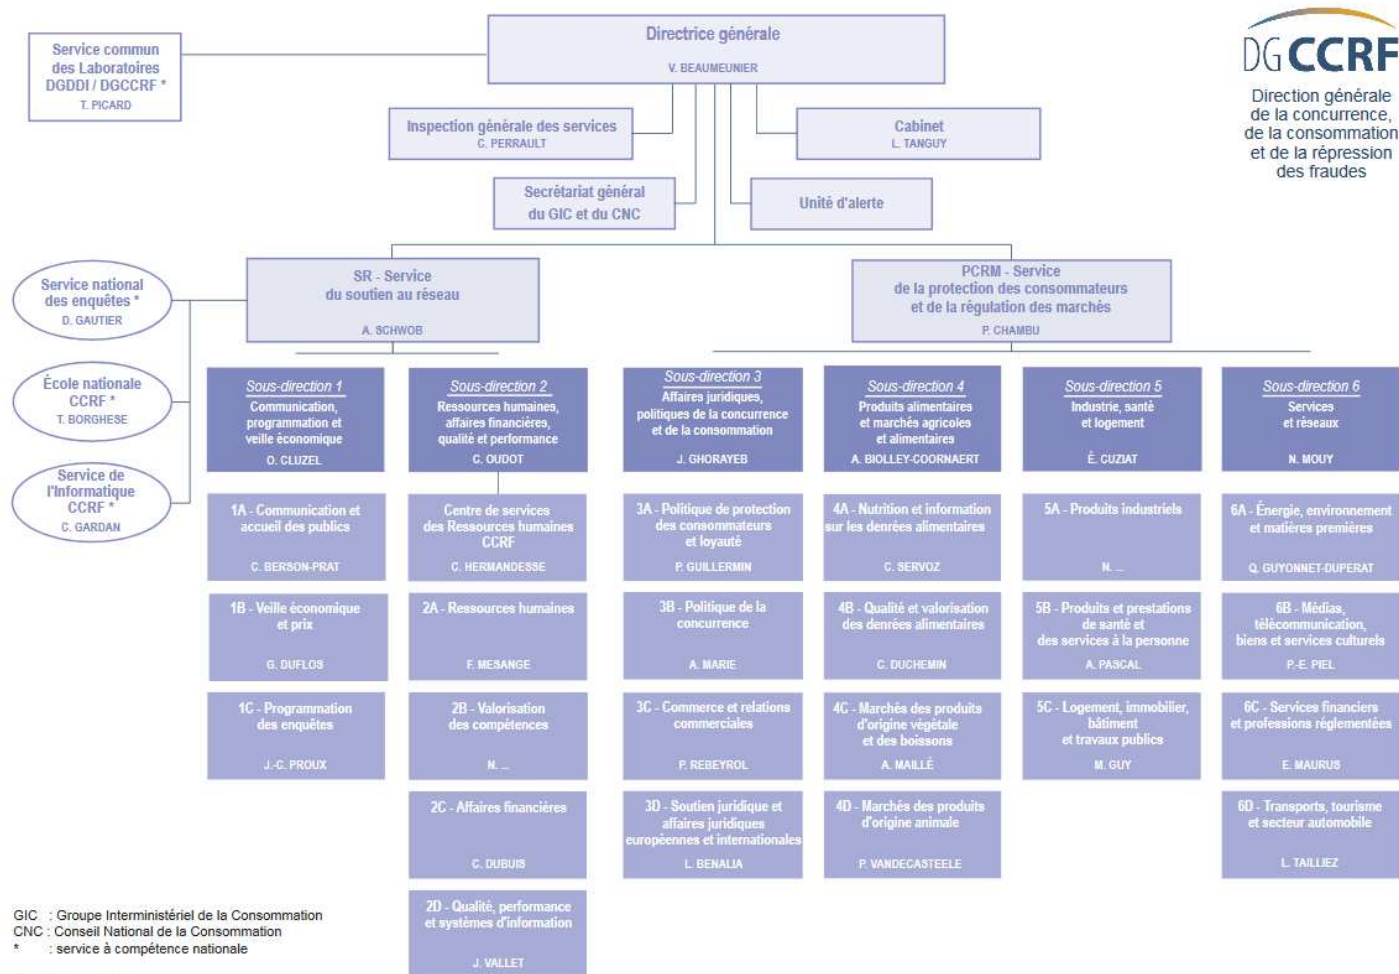 Service commun
des Laboratoires
DGDDI / DGCCRF *
T. PICARD
Directrice générale
V. BEAUMEUNIER
DGCCRF
Direction générale
de la concurrence,
de la consommation
et de la répression
des fraudes
Inspection générale des services
C. PERRAULT
Cabinet
L. TANGUY
Secrétariat général
du GIC et du CNC
Unité d'alerte
Service national
des enquêtes *
D. GAUTIER
École nationale
CCRF *
T. BORGHESE
Service de
l'Informatique
CCRF *
C. GARDAN
SR - Service
du soutien au réseau
A. SCHWOB
PCRM - Service
de la protection des consommateurs
et de la régulation des marchés
P. CHAMBU
Sous-direction 1
Communication,
programmation et
veille économique
O. CLUZEL
1A - Communication et
accueil des publics
C. BERSON-PRAT
1B - Veille économique
et prix
G. DUFLOS
1C - Programmation
des enquêtes
J.-C. PROUX
Sous-direction 2
Ressources humaines,
affaires financières,
qualité et performance
C. OUDOT
Centre de services
des Ressources humaines
CCRF
C. HERMANDESSE
2A - Ressources humaines
F. MESANGE
2B - Valorisation
des compétences
N. ...
2C - Affaires financières
C. DUBUIS
2D - Qualité, performance
et systèmes d'information
J. VALLET
Sous-direction 3
Affaires juridiques,
politiques de la concurrence
et de la consommation
J. GHORAYEB
3A - Politique de protection
des consommateurs
et loyauté
P. GUILLERMIN
3B - Politique de la
concurrence
A. MARIE
3C - Commerce et relations
commerciales
P. REBEYROL
3D - Soutien juridique et
affaires juridiques
européennes et internationales
L. BENALIA
Sous-direction 4
Produits alimentaires
et marchés agricoles
et alimentaires
A. BIOLLEY-COORNAERT
4A - Nutrition et information
sur les denrées alimentaires
C. SERVOZ
4B - Qualité et valorisation
des denrées alimentaires
C. DUCHEMIN
4C - Marchés des produits
d'origine végétale
et des boissons
A. MAILLÉ
4D - Marchés des produits
d'origine animale
P. VANDECASTEELE
Sous-direction 5
Industrie, santé
et logement
É. CUZIAT
5A - Produits industriels
N. ...
5B - Produits et prestations
de santé et
des services à la personne
A. PASCAL
5C - Logement, immobilier,
bâtiment
et travaux publics
M. GUY
Sous-direction 6
Services
et réseaux
N. MOUY
6A - Énergie, environnement
et matières premières
Q. GUYONNET-DUPERAT
6B - Médias,
télécommunication,
biens et services culturels
P.-E. PIEL
6C - Services financiers
et professions réglementées
E. MAURUS
6D - Transports, tourisme
et secteur automobile
L. TAILLIEZ
GIC : Groupe Interministériel de la Consommation
CNC : Conseil National de la Consommation
* : service à compétence nationale